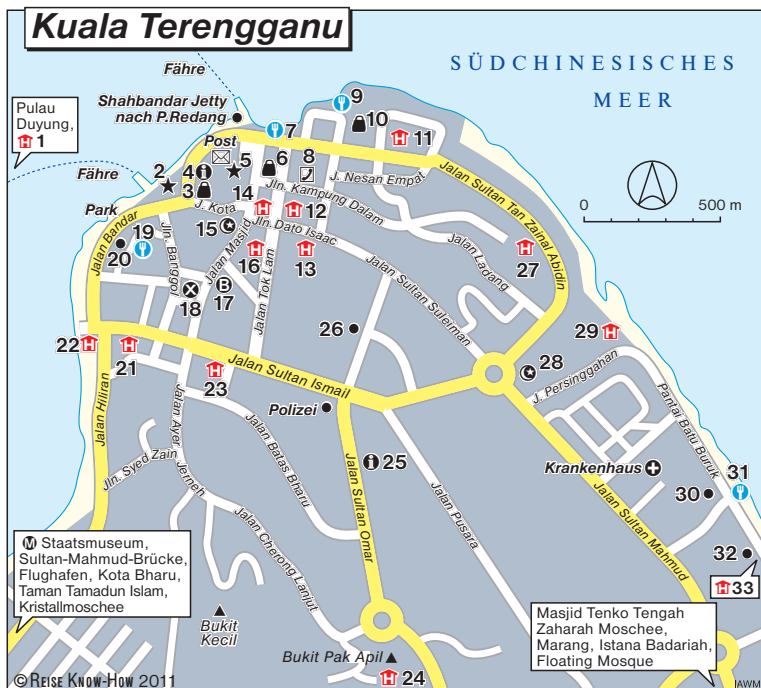 Kuala Terengganu
SÜDCHINESISCHES
MEER
Fähre
Shahbandar Jetty
nach P.Redang
Pulau
Duyung,
1
Fähre
Park
Post
2
3
4
5
6
7
8
9
10
11
12
13
14
15
16
B
17
18
19
20
21
22
23
24
25
26
27
28
29
30
31
32
33
0
500 m
J. Nesan Empat
Jln. Kampung Dalam
J. Kota
Jln. Dato Isaac
Jalan Masjid
Jalan Tok Lam
Jln. Banggol
Jalan Bandar
Jalan Ladang
Jalan Sultan Tan Zainal Abidin
Jalan Sultan Suleiman
Jalan Sultan Ismail
Jalan Hiliran
Jalan Ayer Jerneh
Jln. Syed Zain
Jalan Batas Bharu
Jalan Cherong Lanjut
Jalan Sultan Omar
Jalan Pusara
Jalan Sultan Mahmud
J. Persinggahan
Pantai Batu Buruk
Polizei
Krankenhaus
M Staatsmuseum,
Sultan-Mahmud-Brücke,
Flughafen, Kota Bharu,
Taman Tamadun Islam,
Kristallmoschee
Bukit
Kecil
Bukit Pak Apil
Masjid Tenko Tengah
Zaharah Moschee,
Marang, Istana Badariah,
Floating Mosque
© REISE KNOW-HOW 2011
IAWM